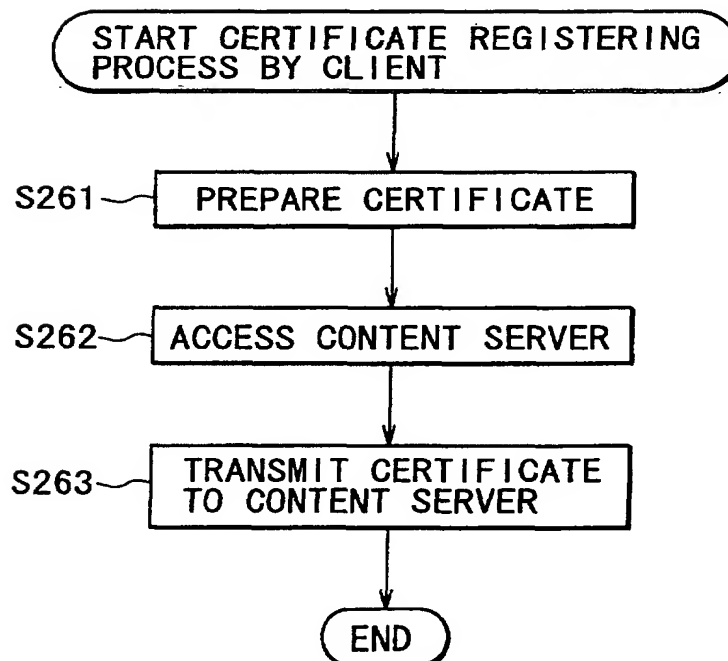 START CERTIFICATE REGISTERING
PROCESS BY CLIENT
S261
PREPARE CERTIFICATE
S262
ACCESS CONTENT SERVER
S263
TRANSMIT CERTIFICATE
TO CONTENT SERVER
END